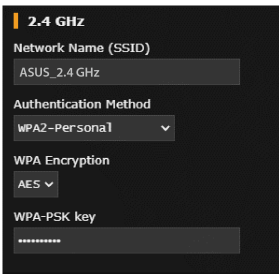 2.4 GHz
Network Name (SSID)
ASUS_2.4 GHz
Authentication Method
WPA2-Personal
WPA Encryption
AES
WPA-PSK key
••••••••••